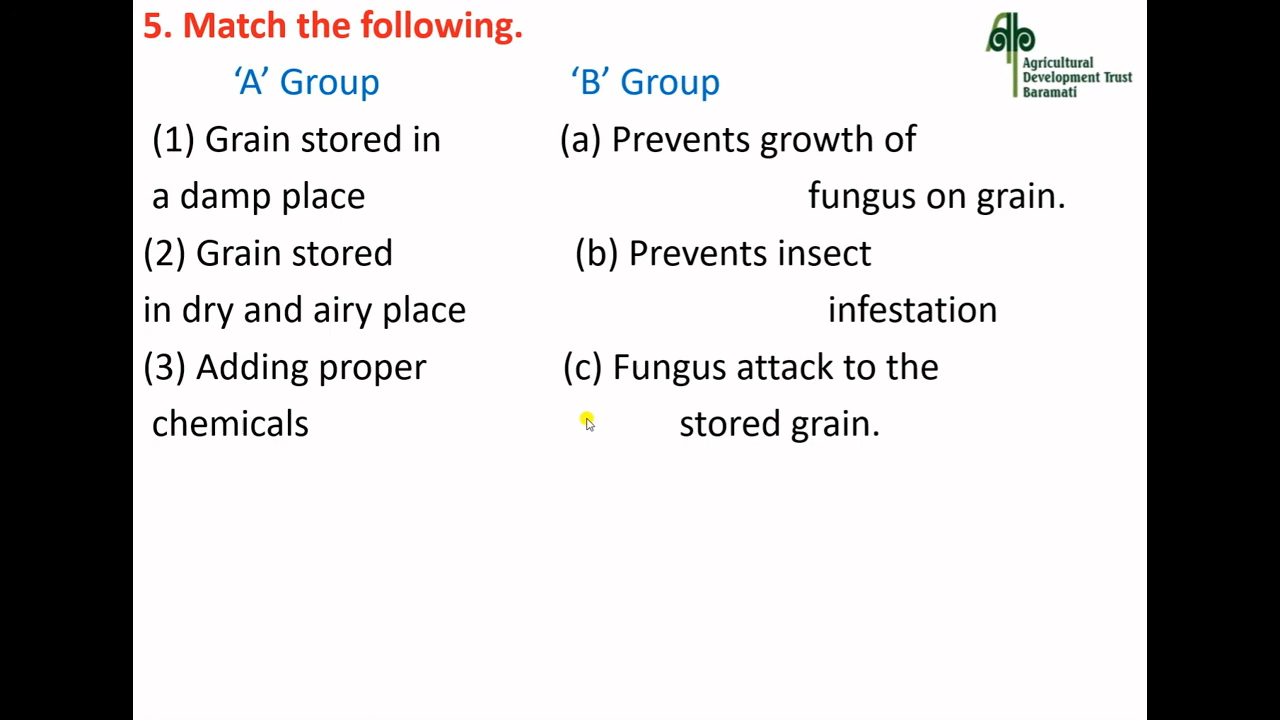 5. Match the following.
‘A’ Group ‘B’ Group
(1) Grain stored in (a) Prevents growth of
a damp place fungus on grain.
(2) Grain stored (b) Prevents insect
in dry and airy place infestation
(3) Adding proper (c) Fungus attack to the
chemicals stored grain.
Agricultural
Development Trust
Baramati